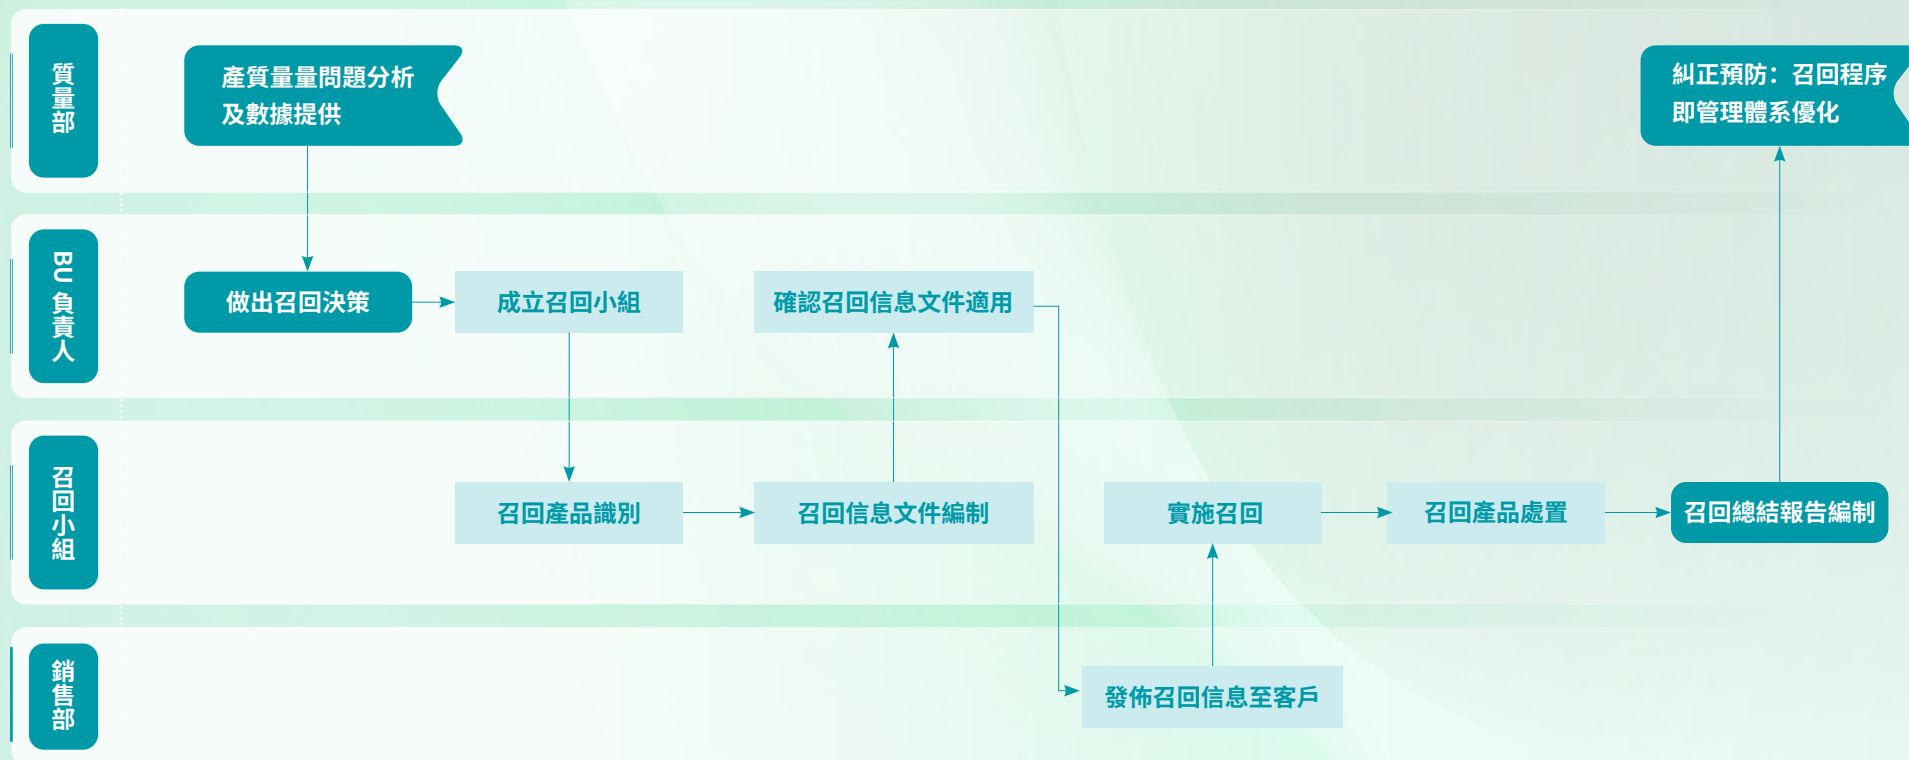 質量部
產質量量問題分析
及數據提供
糾正預防：召回程序
即管理體系優化
BU 負責人
做出召回決策
成立召回小組
確認召回信息文件適用
召回小組
召回產品識別
召回信息文件編制
實施召回
召回產品處置
召回總結報告編制
銷售部
發佈召回信息至客戶